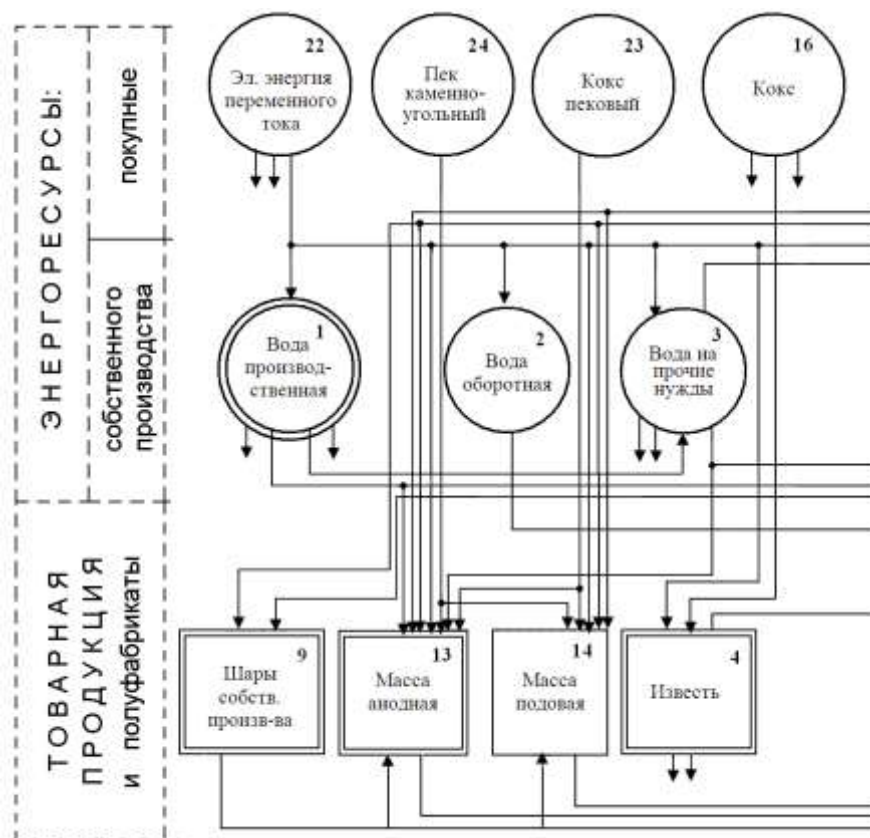 ЭНЕРГОРЕСУРСЫ:
покупные
собственного
производства
22
Эл. энергия
переменного
тока
24
Пек
каменно-
угольный
23
Кокс
пековый
16
Кокс
1
Вода
производ-
ственная
2
Вода
оборотная
3
Вода на
прочие
нужды
ТОВАРНАЯ
ПРОДУКЦИЯ
и полуфабрикаты
9
Шары
собств.
произв-ва
13
Масса
анодная
14
Масса
подовая
4
Известь